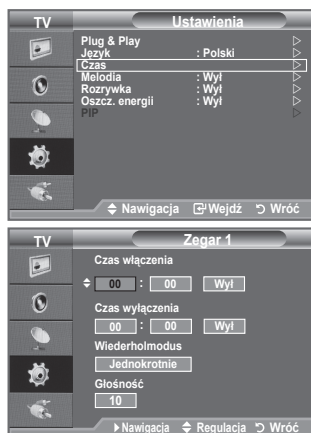 TV Ustawienia
Plug & Play
Język : Polski
Czas
Melodia : Wył
Rozrywka : Wył
Oszcz. energii : Wył
PIP
Nawigacja Wejdź Wróć
TV Zegar 1
Czas włączenia
00 : 00 Wył
Czas wyłączenia
00 : 00 Wył
Wiederholmodus
Jednokrotnie
Głośność
10
Nawigacja Regulacja Wróć